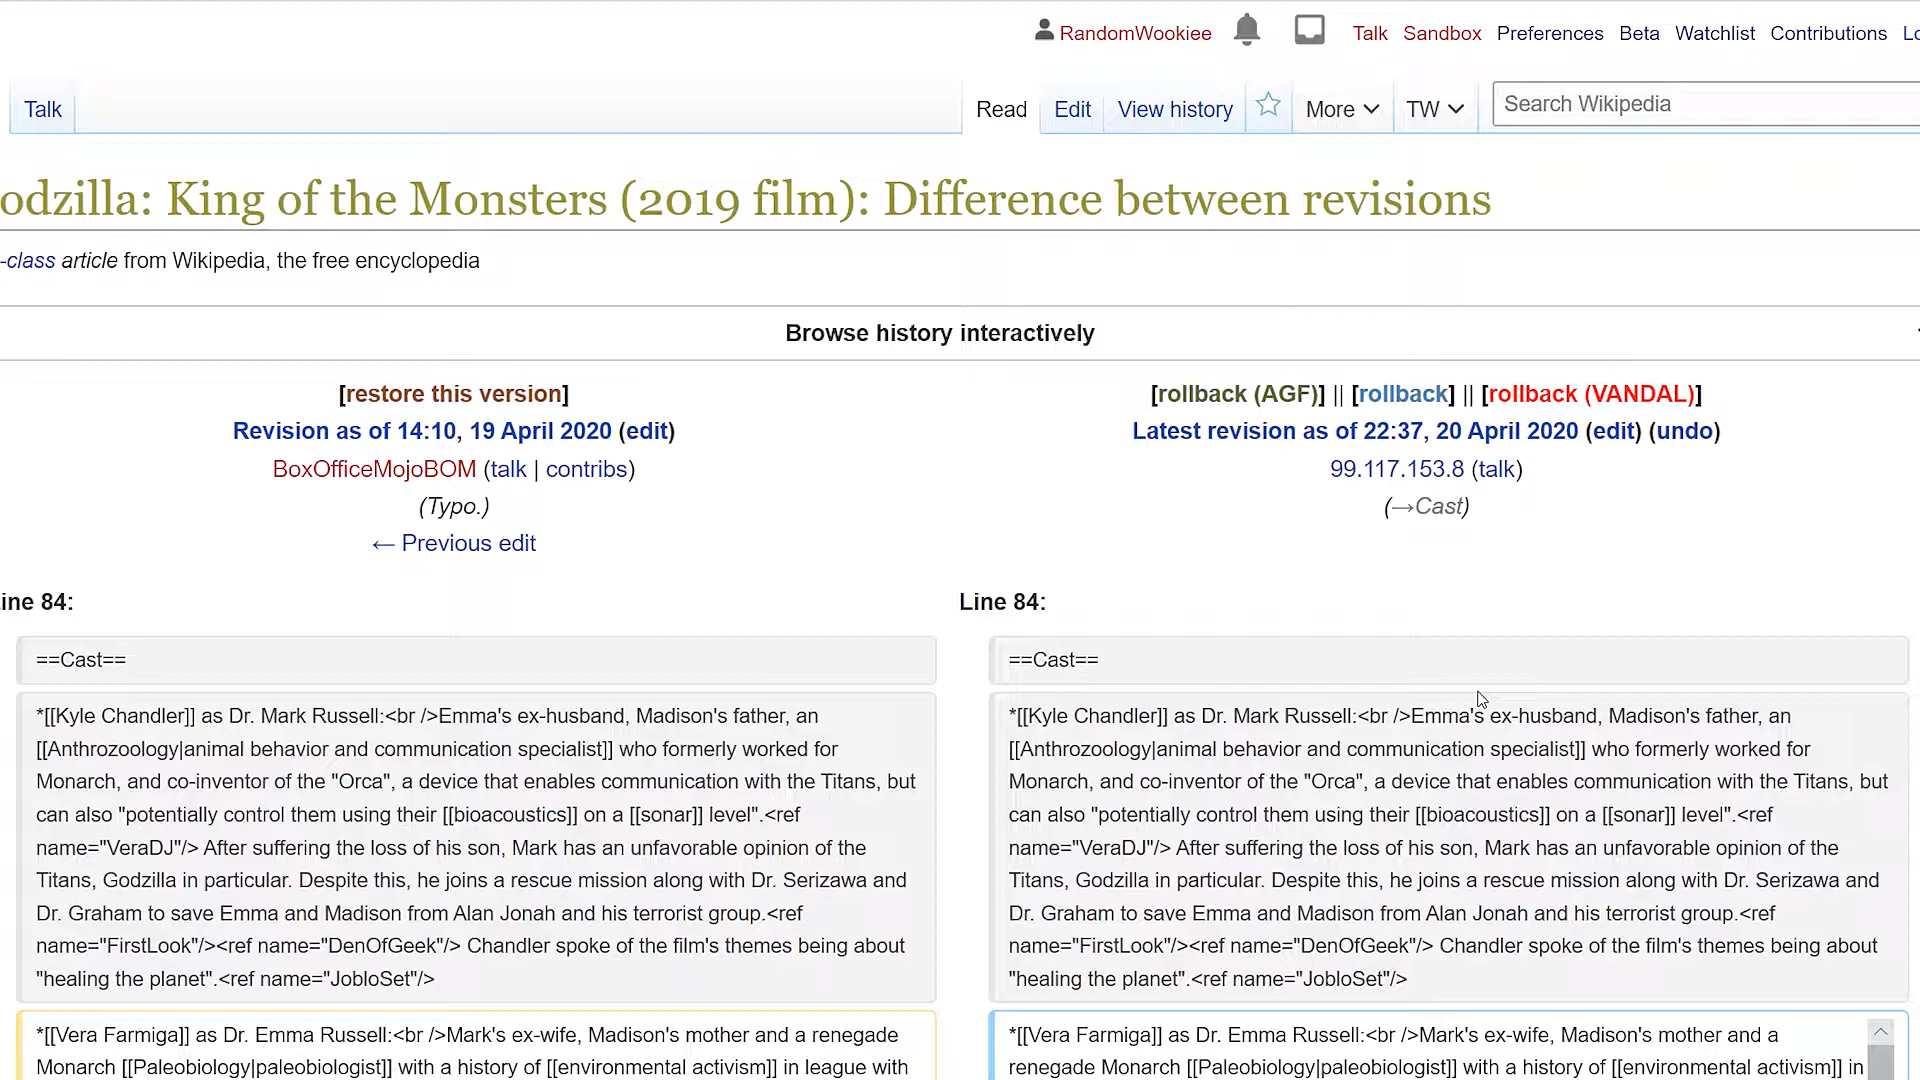 RandomWookiee Talk Sandbox Preferences Beta Watchlist Contributions
Talk Read Edit View history More TW Search Wikipedia
odzilla: King of the Monsters (2019 film): Difference between revisions
-class article from Wikipedia, the free encyclopedia
Browse history interactively
[restore this version]
Revision as of 14:10, 19 April 2020 (edit)
BoxOfficeMojoBOM (talk | contribs)
(Typo.)
← Previous edit
[rollback (AGF)] || [rollback] || [rollback (VANDAL)]
Latest revision as of 22:37, 20 April 2020 (edit) (undo)
99.117.153.8 (talk)
(→Cast)
ine 84:
==Cast==
*[[Kyle Chandler]] as Dr. Mark Russell:<br />Emma's ex-husband, Madison's father, an
[[Anthrozoology|animal behavior and communication specialist]] who formerly worked for
Monarch, and co-inventor of the "Orca", a device that enables communication with the Titans, but
can also "potentially control them using their [[bioacoustics]] on a [[sonar]] level".<ref
name="VeraDJ"/> After suffering the loss of his son, Mark has an unfavorable opinion of the
Titans, Godzilla in particular. Despite this, he joins a rescue mission along with Dr. Serizawa and
Dr. Graham to save Emma and Madison from Alan Jonah and his terrorist group.<ref
name="FirstLook"/><ref name="DenOfGeek"/> Chandler spoke of the film's themes being about
"healing the planet".<ref name="JobloSet"/>
*[[Vera Farmiga]] as Dr. Emma Russell:<br />Mark's ex-wife, Madison's mother and a renegade
Monarch [[Paleobiology|paleobiologist]] with a history of [[environmental activism]] in league with
Line 84:
==Cast==
*[[Kyle Chandler]] as Dr. Mark Russell:<br />Emma's ex-husband, Madison's father, an
[[Anthrozoology|animal behavior and communication specialist]] who formerly worked for
Monarch, and co-inventor of the "Orca", a device that enables communication with the Titans, but
can also "potentially control them using their [[bioacoustics]] on a [[sonar]] level".<ref
name="VeraDJ"/> After suffering the loss of his son, Mark has an unfavorable opinion of the
Titans, Godzilla in particular. Despite this, he joins a rescue mission along with Dr. Serizawa and
Dr. Graham to save Emma and Madison from Alan Jonah and his terrorist group.<ref
name="FirstLook"/><ref name="DenOfGeek"/> Chandler spoke of the film's themes being about
"healing the planet".<ref name="JobloSet"/>
*[[Vera Farmiga]] as Dr. Emma Russell:<br />Mark's ex-wife, Madison's mother and a
renegade Monarch [[Paleobiology|paleobiologist]] with a history of [[environmental activism]] in